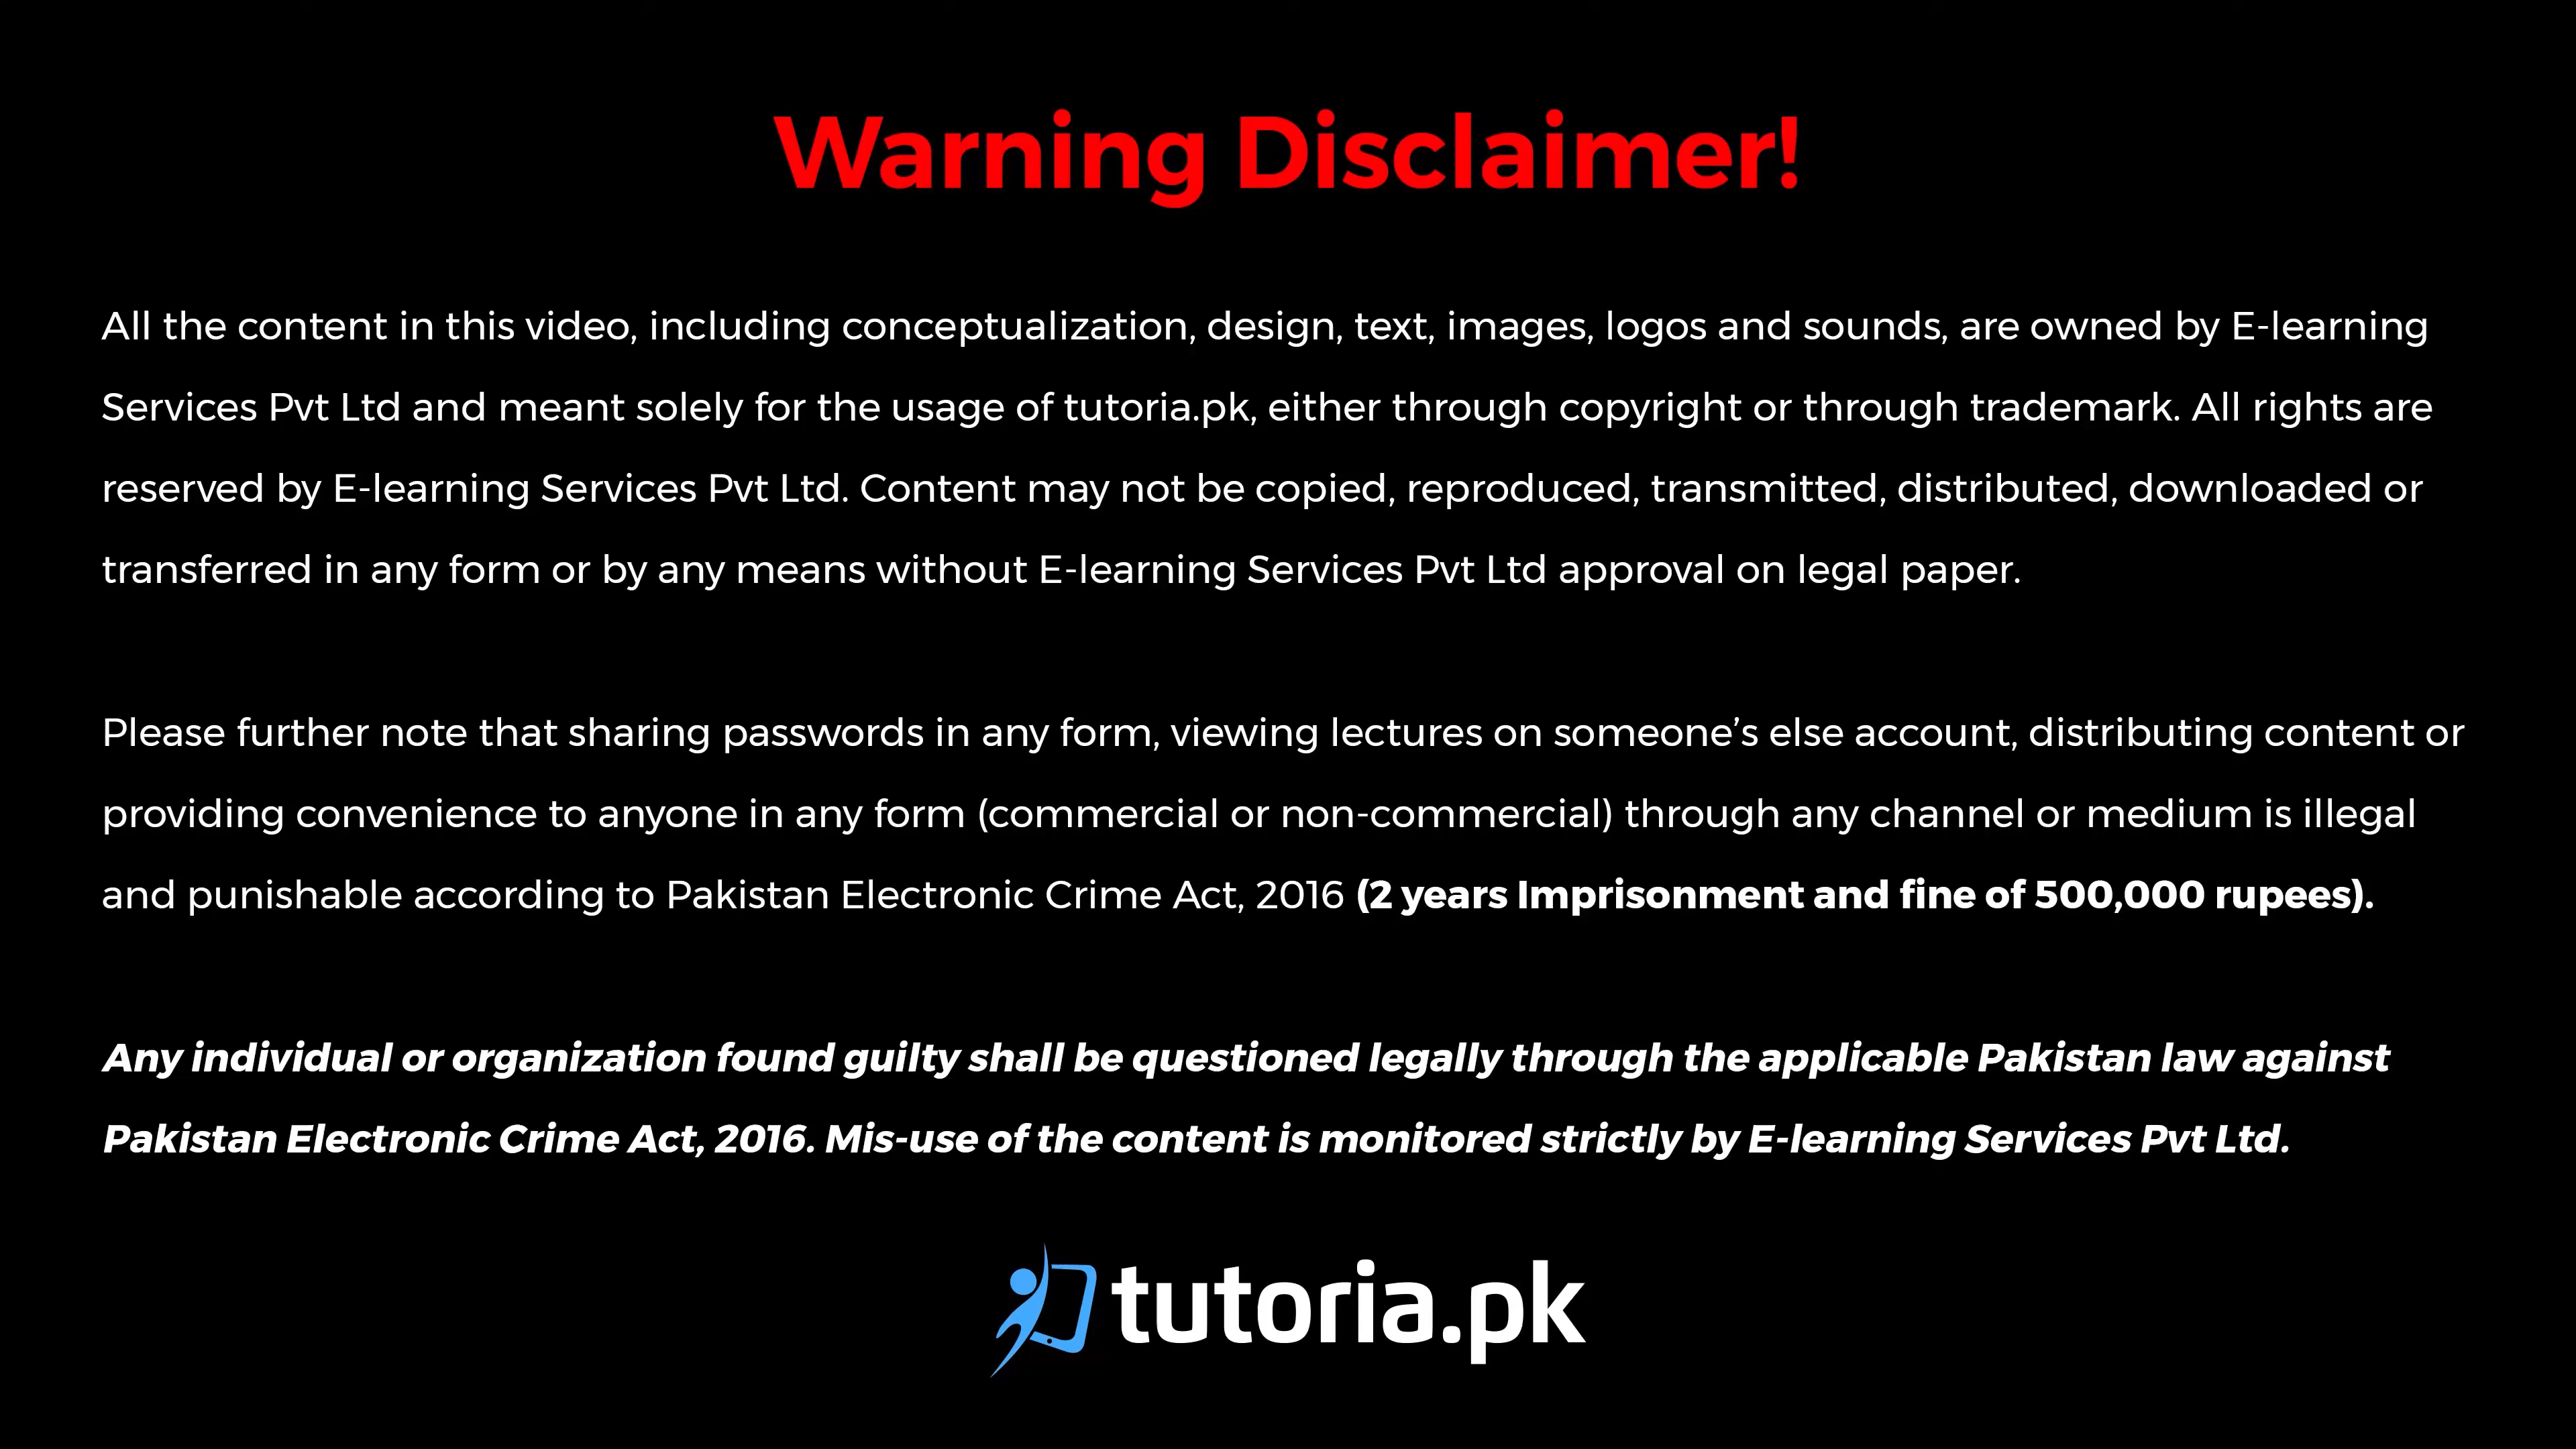 Warning Disclaimer!
All the content in this video, including conceptualization, design, text, images, logos and sounds, are owned by E-learning
Services Pvt Ltd and meant solely for the usage of tutoria.pk, either through copyright or through trademark. All rights are
reserved by E-learning Services Pvt Ltd. Content may not be copied, reproduced, transmitted, distributed, downloaded or
transferred in any form or by any means without E-learning Services Pvt Ltd approval on legal paper.
Please further note that sharing passwords in any form, viewing lectures on someone’s else account, distributing content or
providing convenience to anyone in any form (commercial or non-commercial) through any channel or medium is illegal
and punishable according to Pakistan Electronic Crime Act, 2016 (2 years Imprisonment and fine of 500,000 rupees).
Any individual or organization found guilty shall be questioned legally through the applicable Pakistan law against
Pakistan Electronic Crime Act, 2016. Mis-use of the content is monitored strictly by E-learning Services Pvt Ltd.
tutoria.pk